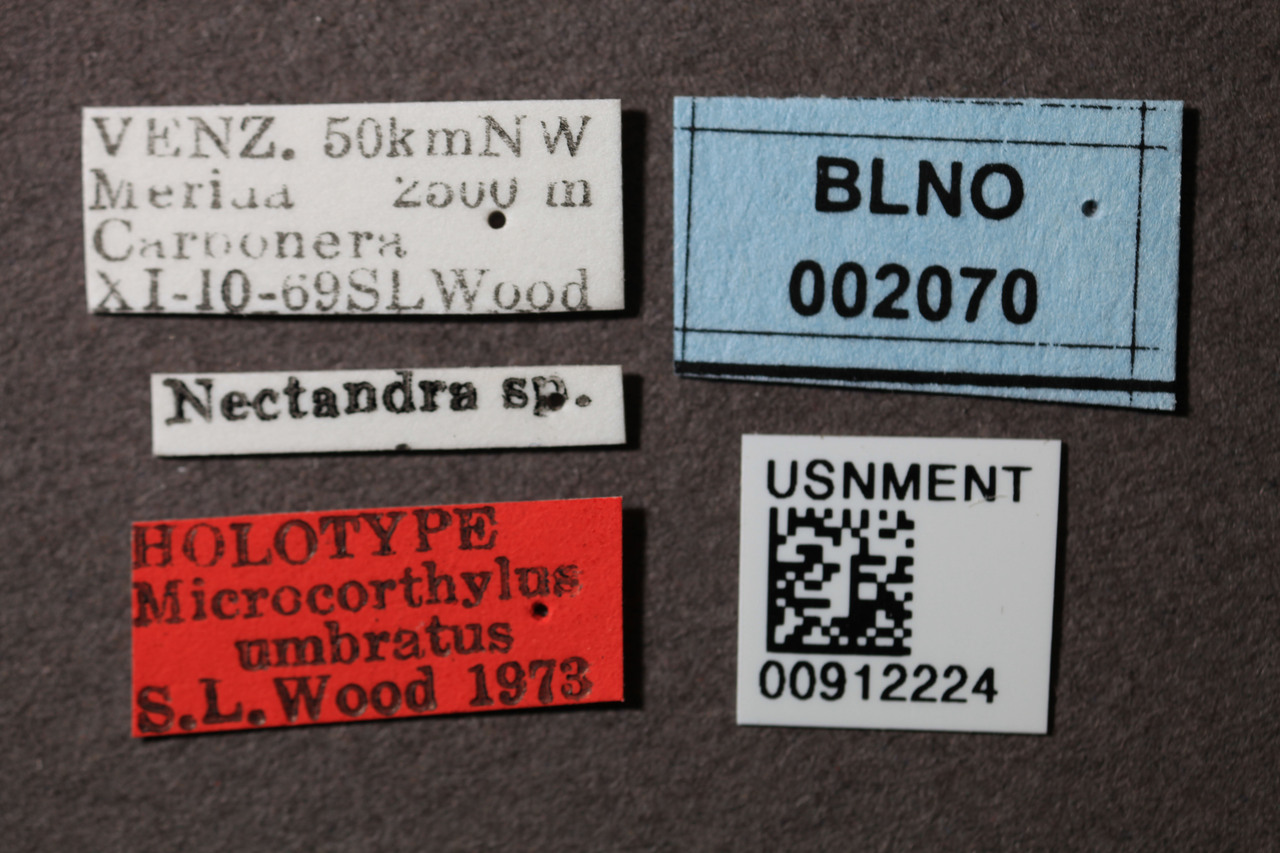 VENZ. 50kmNW
Merida 2500 m
Carbonera
XI-10-69SLWood
Nectandra sp.
HOLOTYPE
Microcorthylus
umbratus
S.L.Wood 1973
BLNO
002070
USNMENT
00912224